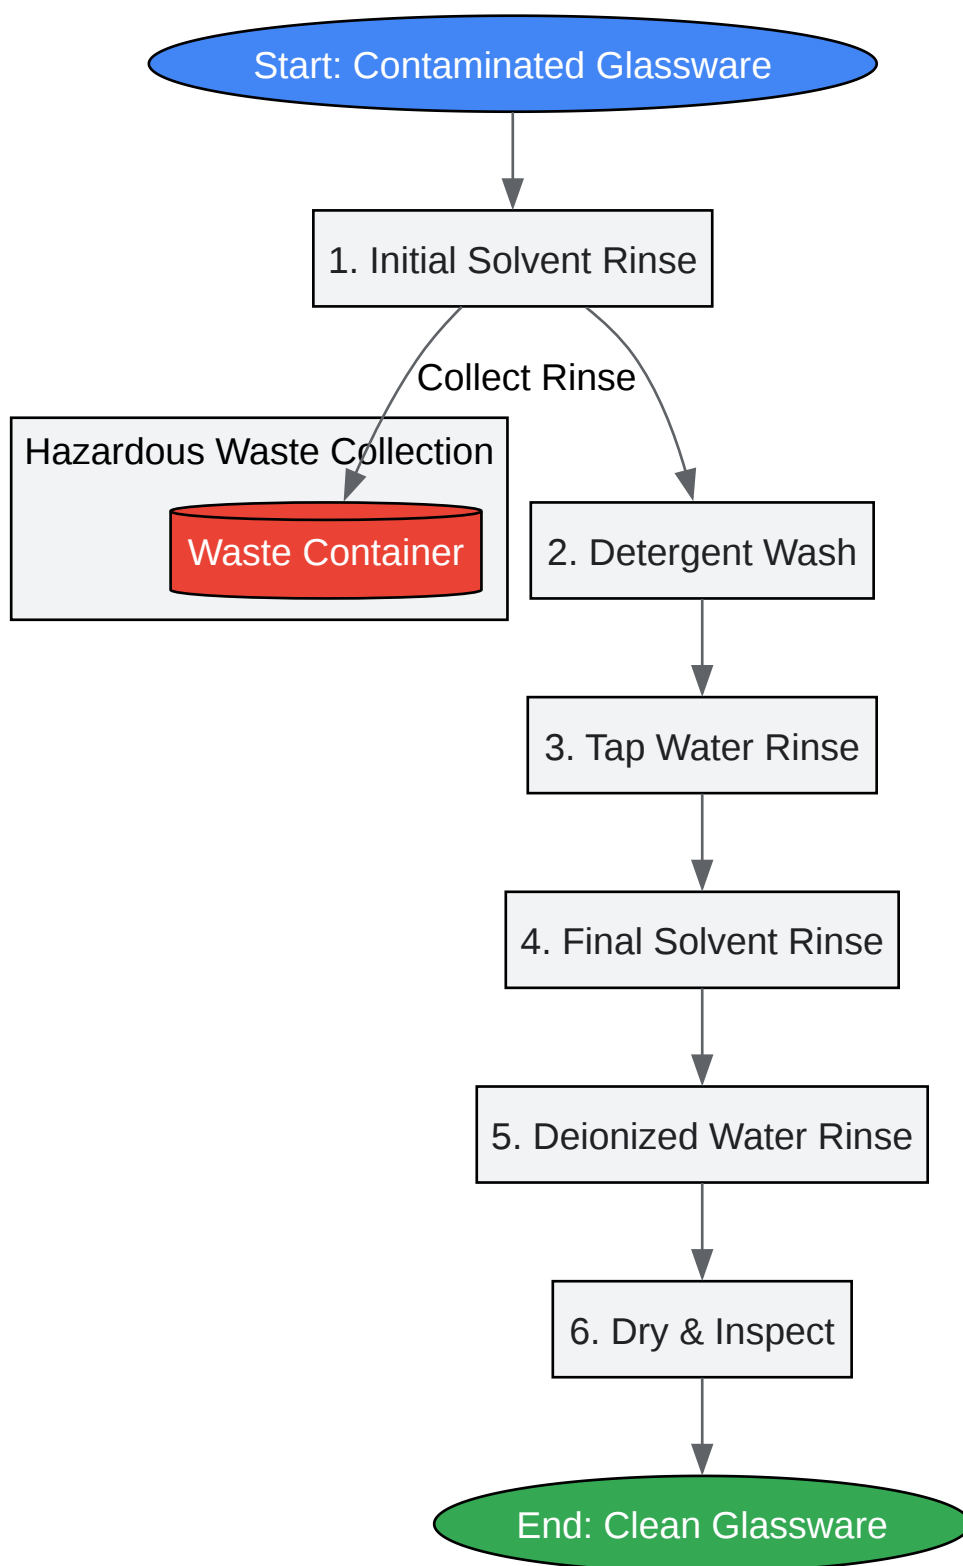 Start: Contaminated Glassware
1. Initial Solvent Rinse
Collect Rinse
Hazardous Waste Collection
Waste Container
2. Detergent Wash
3. Tap Water Rinse
4. Final Solvent Rinse
5. Deionized Water Rinse
6. Dry & Inspect
End: Clean Glassware